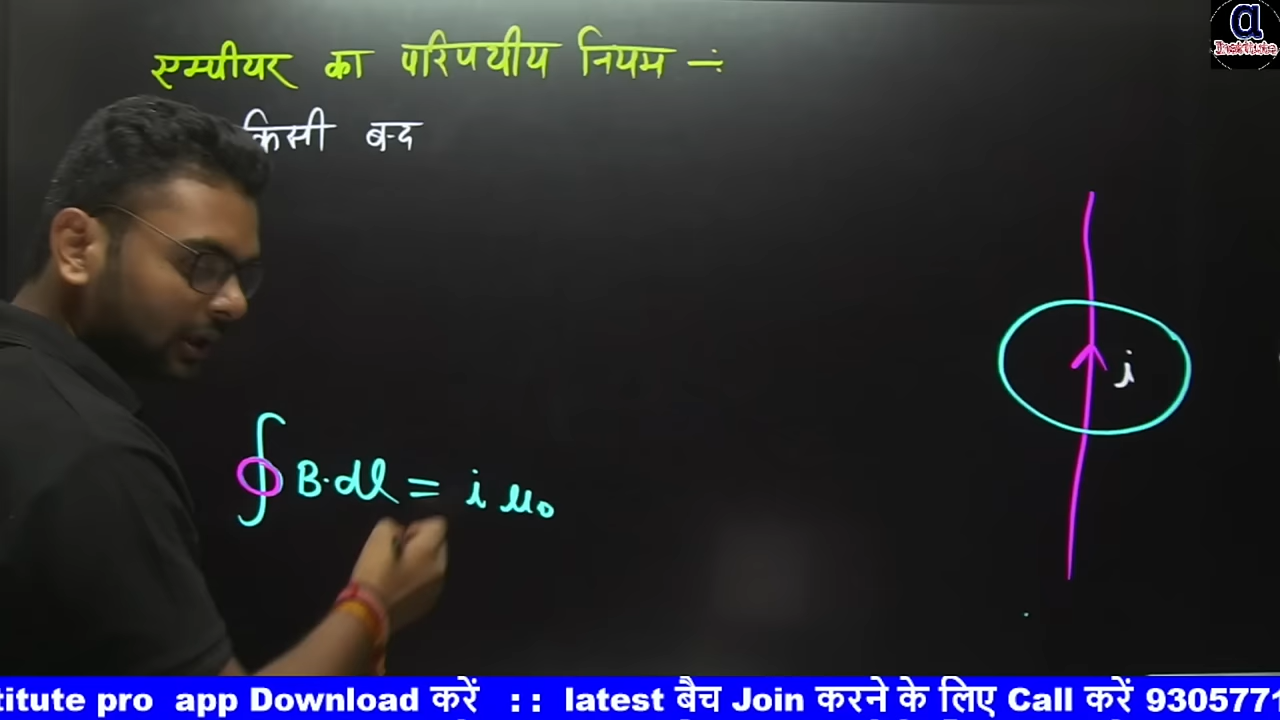 α
Institute
एम्पीयर का परिपथीय नियम -:
किसी बन्द
i
∮ B·dl = i μ₀
titute pro app Download करें :: latest बैच Join करने के लिए Call करें 9305771